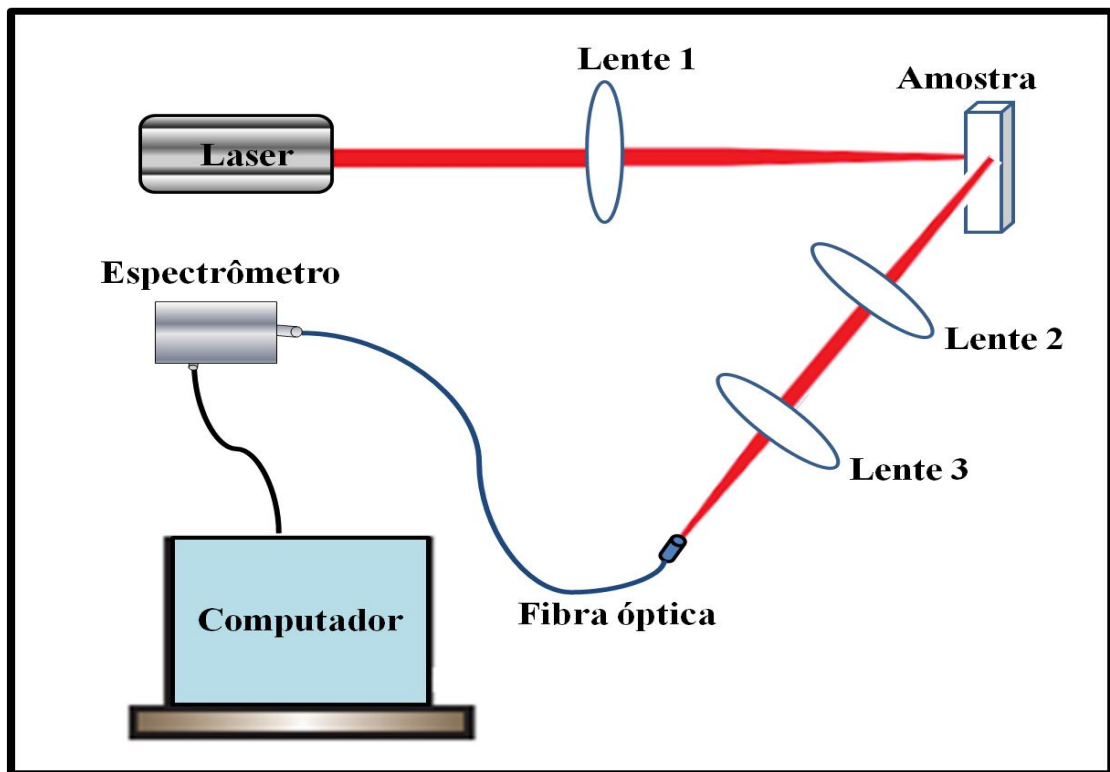 Lente 1
Amostra
Laser
Espectrômetro
Lente 2
Lente 3
Fibra óptica
Computador